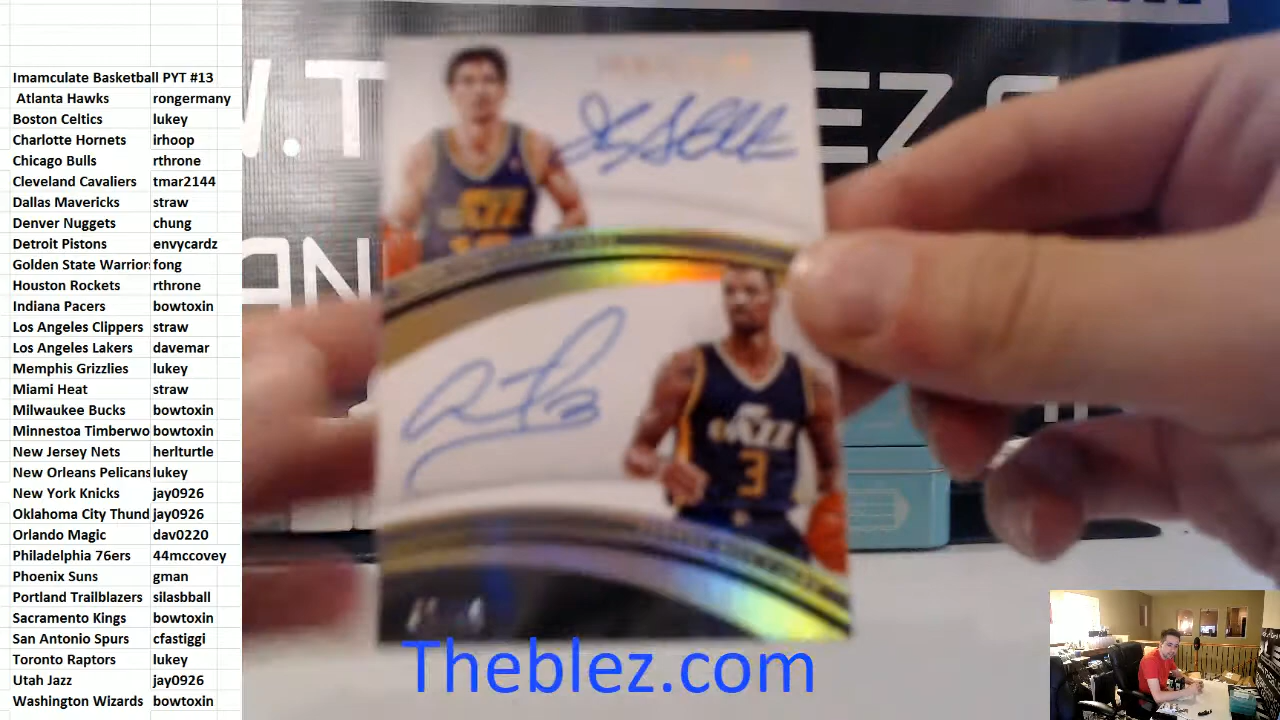 Imamculate Basketball PYT #13
Atlanta Hawks rongermany
Boston Celtics lukey
Charlotte Hornets irhoop
Chicago Bulls rthrone
Cleveland Cavaliers tmar2144
Dallas Mavericks straw
Denver Nuggets chung
Detroit Pistons envycardz
Golden State Warriors fong
Houston Rockets rthrone
Indiana Pacers bowtoxin
Los Angeles Clippers straw
Los Angeles Lakers davemar
Memphis Grizzlies lukey
Miami Heat straw
Milwaukee Bucks bowtoxin
Minnestoa Timberwo bowtoxin
New Jersey Nets herlturtle
New Orleans Pelicans lukey
New York Knicks jay0926
Oklahoma City Thund jay0926
Orlando Magic dav0220
Philadelphia 76ers 44mccovey
Phoenix Suns gman
Portland Trailblazers silasbball
Sacramento Kings bowtoxin
San Antonio Spurs cfastiggi
Toronto Raptors lukey
Utah Jazz jay0926
Washington Wizards bowtoxin
W.T
EZ.C
AN
JAZZ
JAZZ
3
Theblez.com